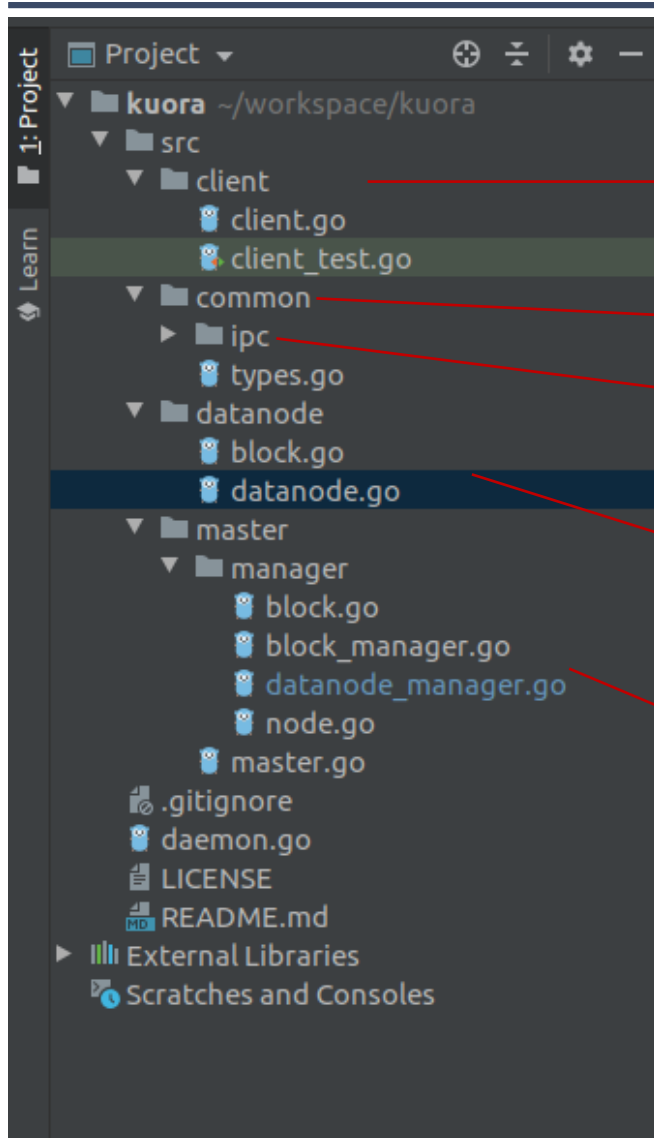 1: Project
Learn
Project
kuora ~/workspace/kuora
src
client
client.go
client_test.go
common
ipc
types.go
datanode
block.go
datanode.go
master
manager
block.go
block_manager.go
datanode_manager.go
node.go
master.go
.gitignore
daemon.go
LICENSE
MD README.md
External Libraries
Scratches and Consoles